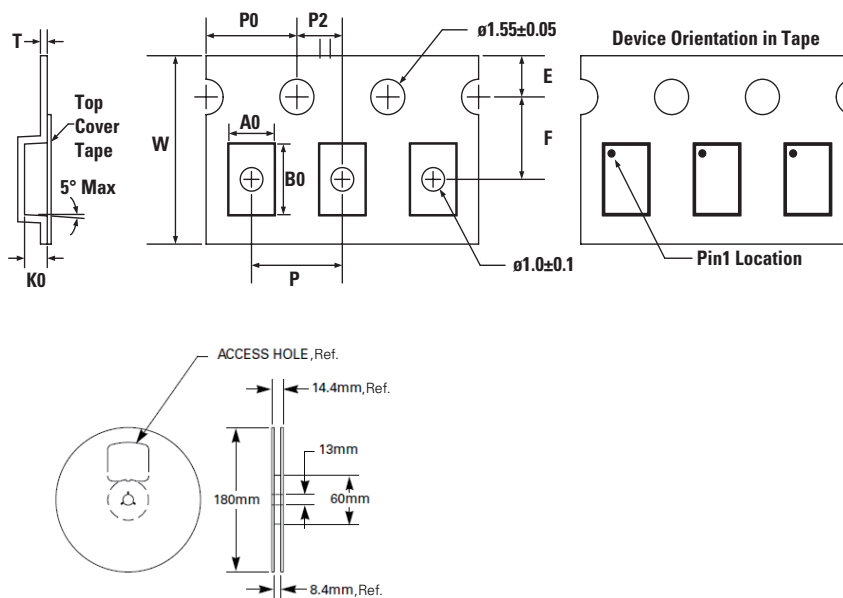 P0
P2
T
ø1.55±0.05
Device Orientation in Tape
E
Top
Cover
Tape
A0
W
F
B0
5° Max
Pin1 Location
ø1.0±0.1
K0
P
ACCESS HOLE, Ref.
14.4mm, Ref.
13mm
180mm
60mm
8.4mm, Ref.